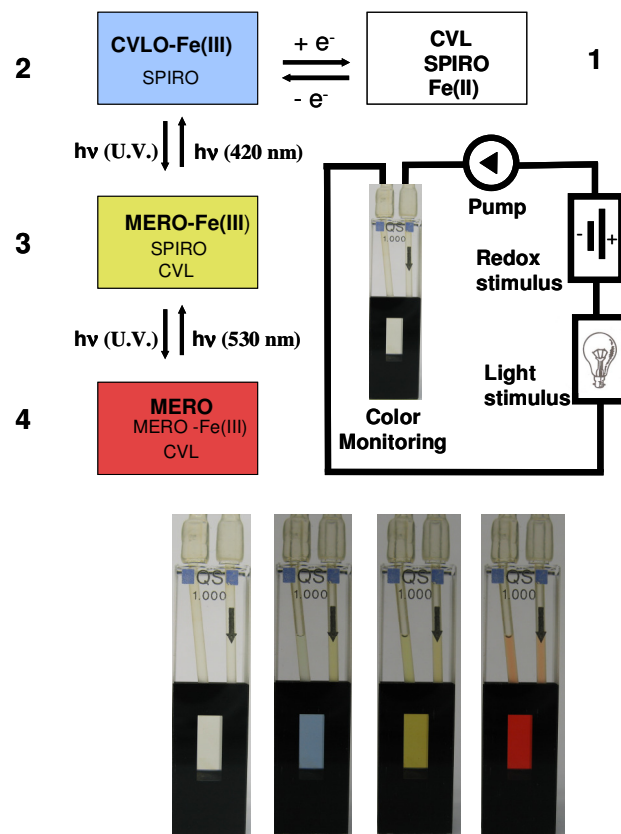 2
CVLO-Fe(III)
SPIRO
+ e-
- e-
CVL
SPIRO
Fe(II)
1
hν (U.V.)
hν (420 nm)
3
MERO-Fe(III)
SPIRO
CVL
hν (U.V.)
hν (530 nm)
4
MERO
MERO -Fe(III)
CVL
QS
1.000
Color
Monitoring
Pump
- +
Redox
stimulus
Light
stimulus
QS
1.000
QS
1.000
QS
1.000
QS
1.000